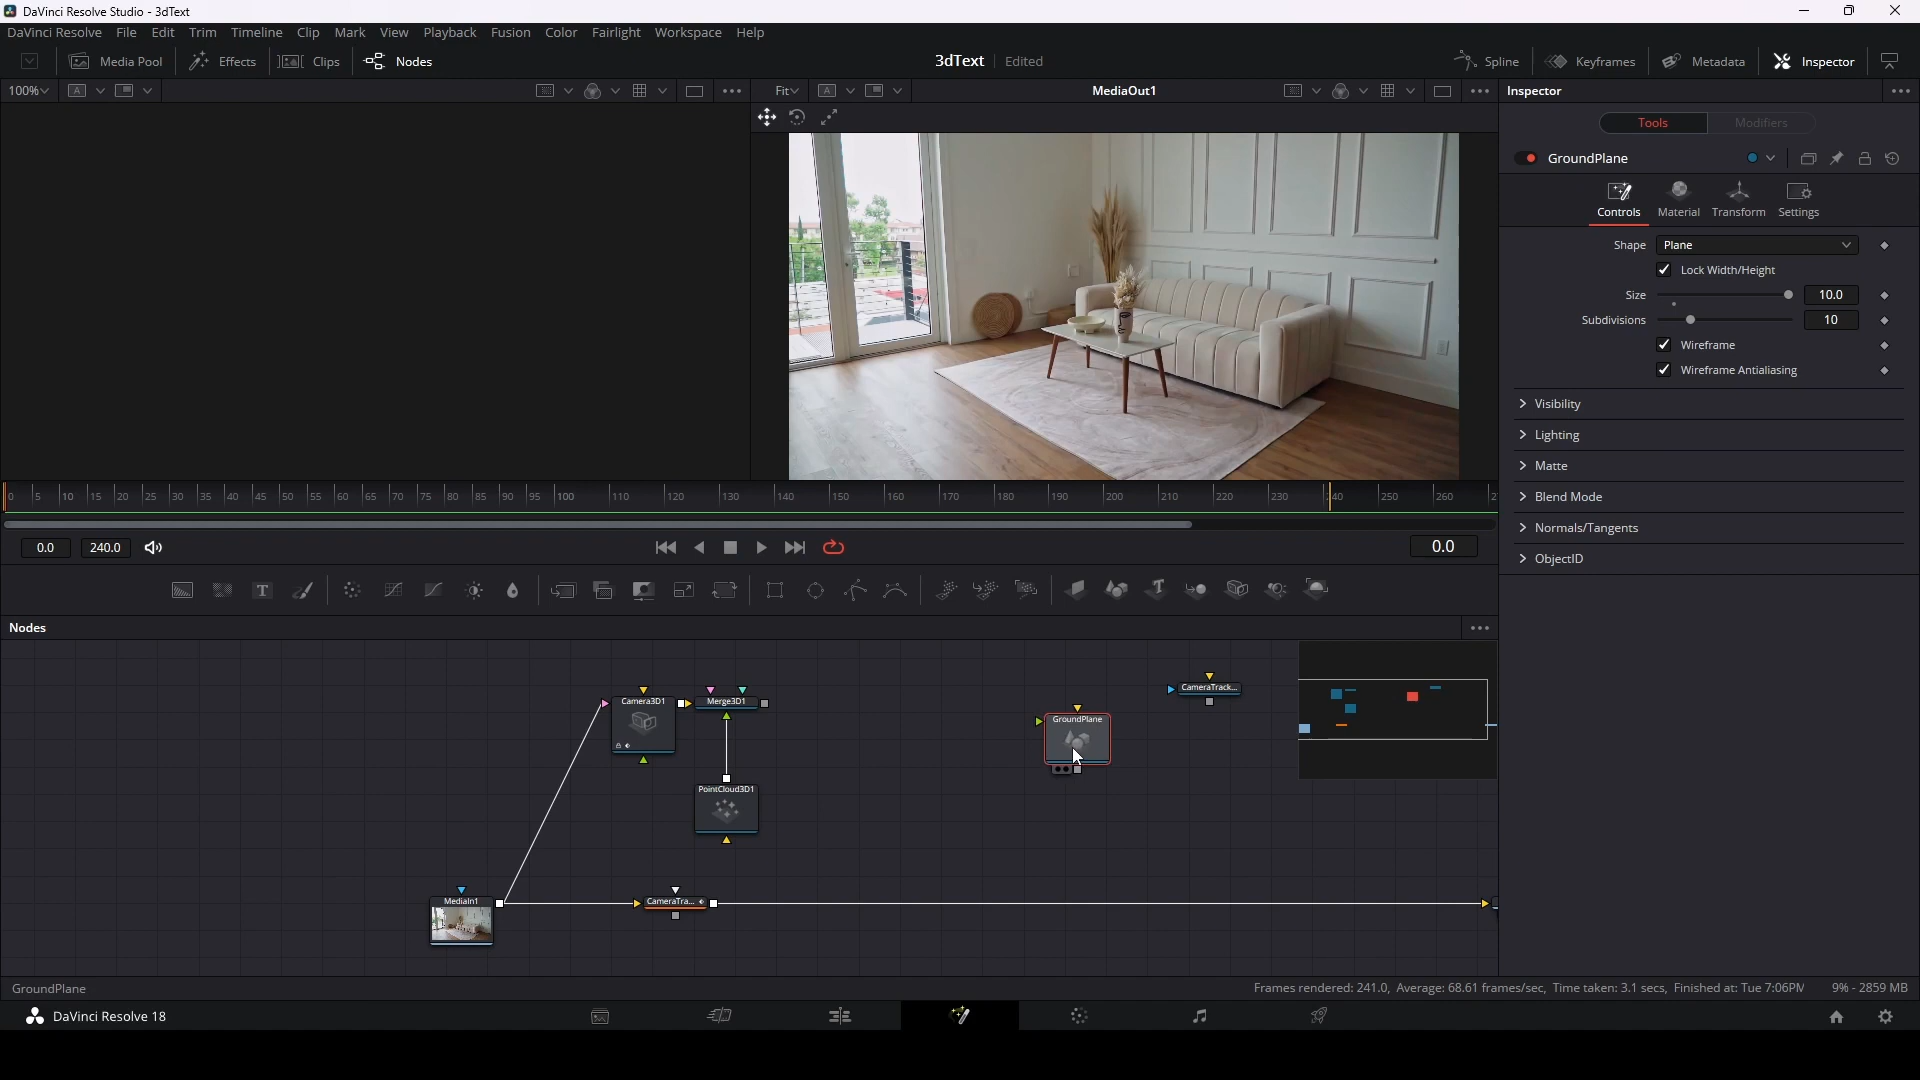 DaVinci Resolve Studio - 3dText
DaVinci Resolve File Edit Trim Timeline Clip Mark View Playback Fusion Color Fairlight Workspace Help
Media Pool Effects Clips Nodes 3dText Edited Spline Keyframes Metadata Inspector
100% A Fit A MediaOut1 Inspector
Tools Modifiers
GroundPlane
Controls Material Transform Settings
Shape Plane
Lock Width/Height
Size 10.0
Subdivisions 10
Wireframe
Wireframe Antialiasing
Visibility
Lighting
Matte
Blend Mode
Normals/Tangents
ObjectID
0 5 10 15 20 25 30 35 40 45 50 55 60 65 70 75 80 85 90 95 100 110 120 130 140 150 160 170 180 190 200 210 220 230 240 250 260 2
0.0 240.0 0.0
T T
Nodes
CameraTrack...
Camera3D1 Merge3D1
GroundPlane
PointCloud3D1
MediaIn1 CameraTra...
GroundPlane Frames rendered: 241.0, Average: 68.61 frames/sec, Time taken: 3.1 secs, Finished at: Tue 7:06PM 9% - 2859 MB
DaVinci Resolve 18